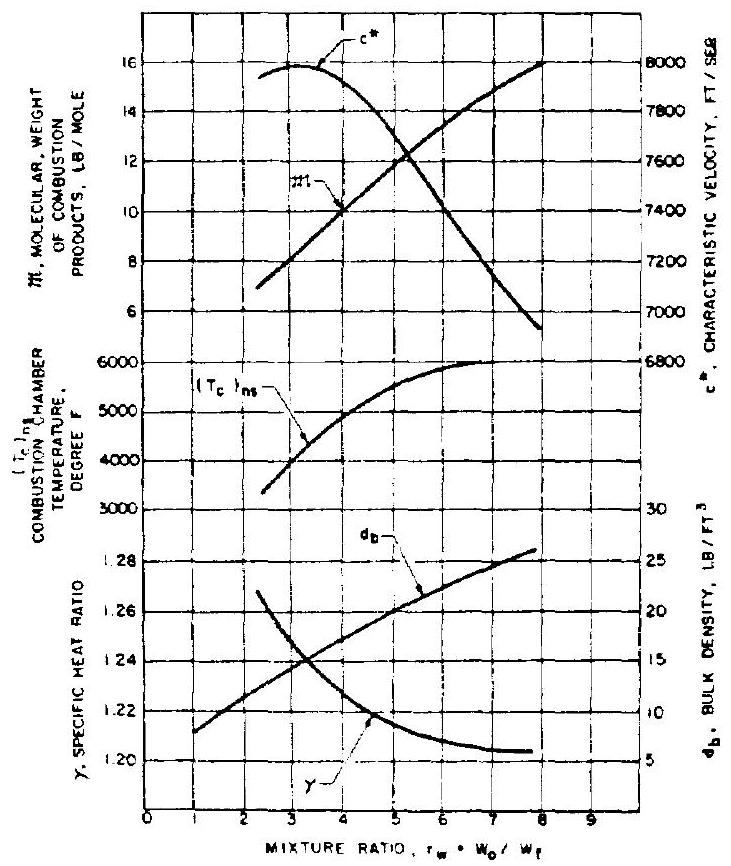 c*
16
14
12
10
8
6
𝔐, MOLECULAR, WEIGHT
OF COMBUSTION
PRODUCTS, LB / MOLE
𝔐
8000
7800
7600
7400
7200
7000
6800
c*, CHARACTERISTIC VELOCITY, FT / SEC
6000
5000
4000
3000
(Tc)ns
COMBUSTION CHAMBER
TEMPERATURE,
DEGREE F
(Tc)ns
30
25
20
15
10
5
db, BULK DENSITY, LB / FT3
db
1.28
1.26
1.24
1.22
1.20
γ, SPECIFIC HEAT RATIO
γ
0 1 2 3 4 5 6 7 8 9
MIXTURE RATIO, rw = Wo / Wf